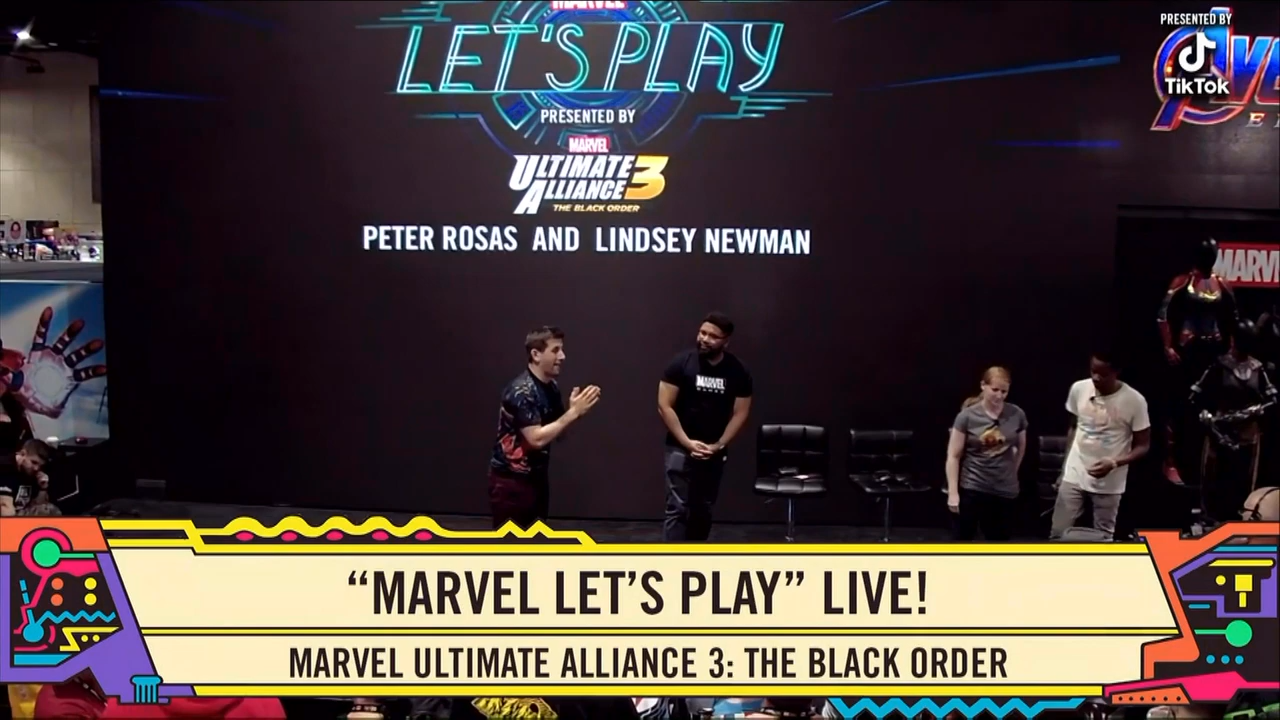 MARVEL
LET'S PLAY
PRESENTED BY
MARVEL
ULTIMATE
ALLIANCE 3
THE BLACK ORDER
PETER ROSAS AND LINDSEY NEWMAN
PRESENTED BY
TikTok
MARVEL
“MARVEL LET’S PLAY” LIVE!
MARVEL ULTIMATE ALLIANCE 3: THE BLACK ORDER